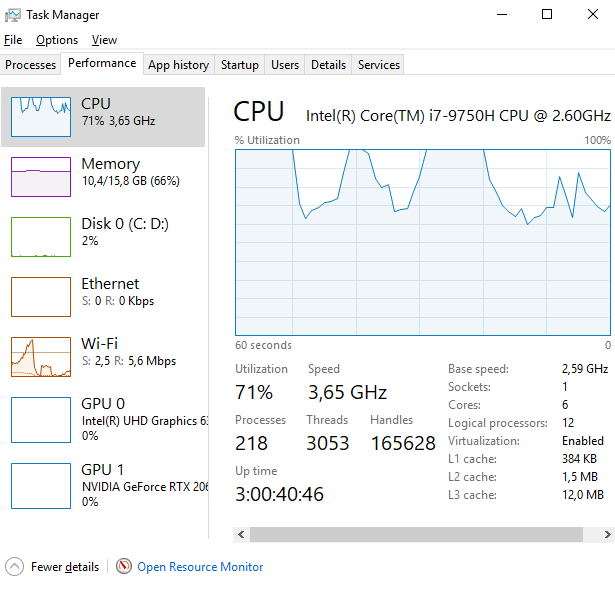 Task Manager
File Options View
Processes Performance App history Startup Users Details Services
CPU
71% 3,65 GHz
Memory
10,4/15,8 GB (66%)
Disk 0 (C: D:)
2%
Ethernet
S: 0 R: 0 Kbps
Wi-Fi
S: 2,5 R: 5,6 Mbps
GPU 0
Intel(R) UHD Graphics 63
0%
GPU 1
NVIDIA GeForce RTX 206
0%
CPU Intel(R) Core(TM) i7-9750H CPU @ 2.60GHz
% Utilization 100%
60 seconds 0
Utilization Speed
71% 3,65 GHz
Processes Threads Handles
218 3053 165628
Up time
3:00:40:46
Base speed: 2,59 GHz
Sockets: 1
Cores: 6
Logical processors: 12
Virtualization: Enabled
L1 cache: 384 KB
L2 cache: 1,5 MB
L3 cache: 12,0 MB
Fewer details Open Resource Monitor